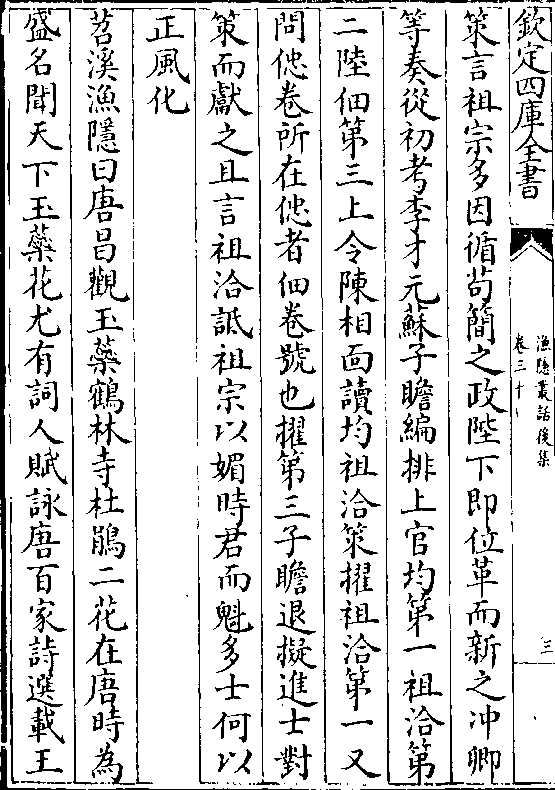 欽定四庫全書
漁隱叢話後集
卷三十
三
策言祖宗多因循苟簡之政陛下即位革而新之冲卿
等奏從初考李才元蘇子瞻編排上官均第一祖洽第
二陸佃第三上令陳相面讀均祖洽策擢祖洽第一又
問佖卷所在佖者佃卷號也擢第三子瞻退擬進士對
策而獻之且言祖洽詆祖宗以媚時君而魁多士何以
正風化
苕溪漁隱曰唐昌觀玉蘂鶴林寺杜鵑二花在唐時為
盛名聞天下玉蘂花尤有詞人賦詠唐百家詩選載王